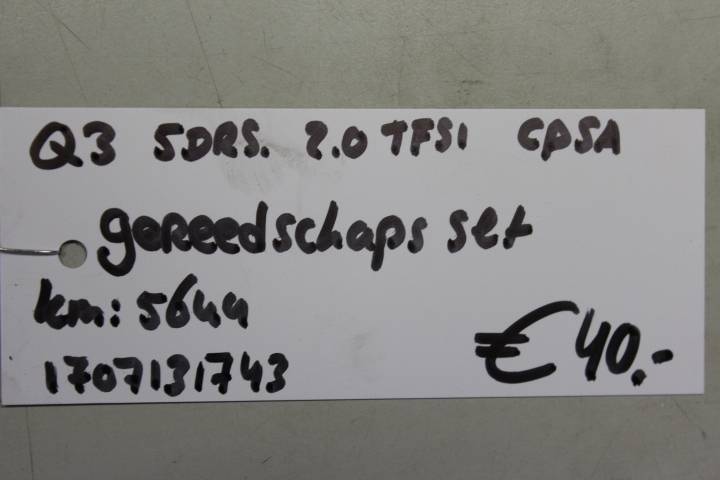 Q3 5DRS. 2.0 TFSI CPSA
gereedschaps set
km: 5644
1707131743
€ 40,-